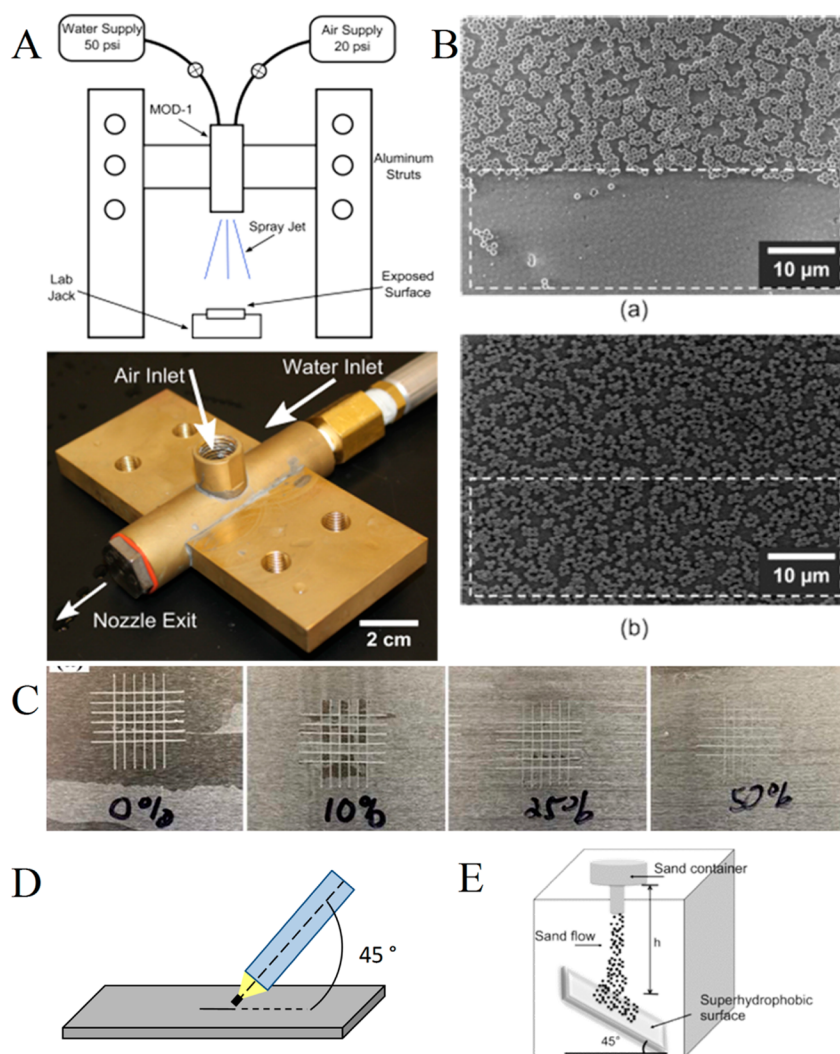 A
Water Supply
50 psi
Air Supply
20 psi
MOD-1
Aluminum
Struts
Spray Jet
Lab
Jack
Exposed
Surface
Air Inlet
Water Inlet
Nozzle Exit
2 cm
B
10 µm
(a)
10 µm
(b)
C
0%
10%
25%
50%
D
45 °
E
Sand container
h
Sand flow
Superhydrophobic
surface
45°